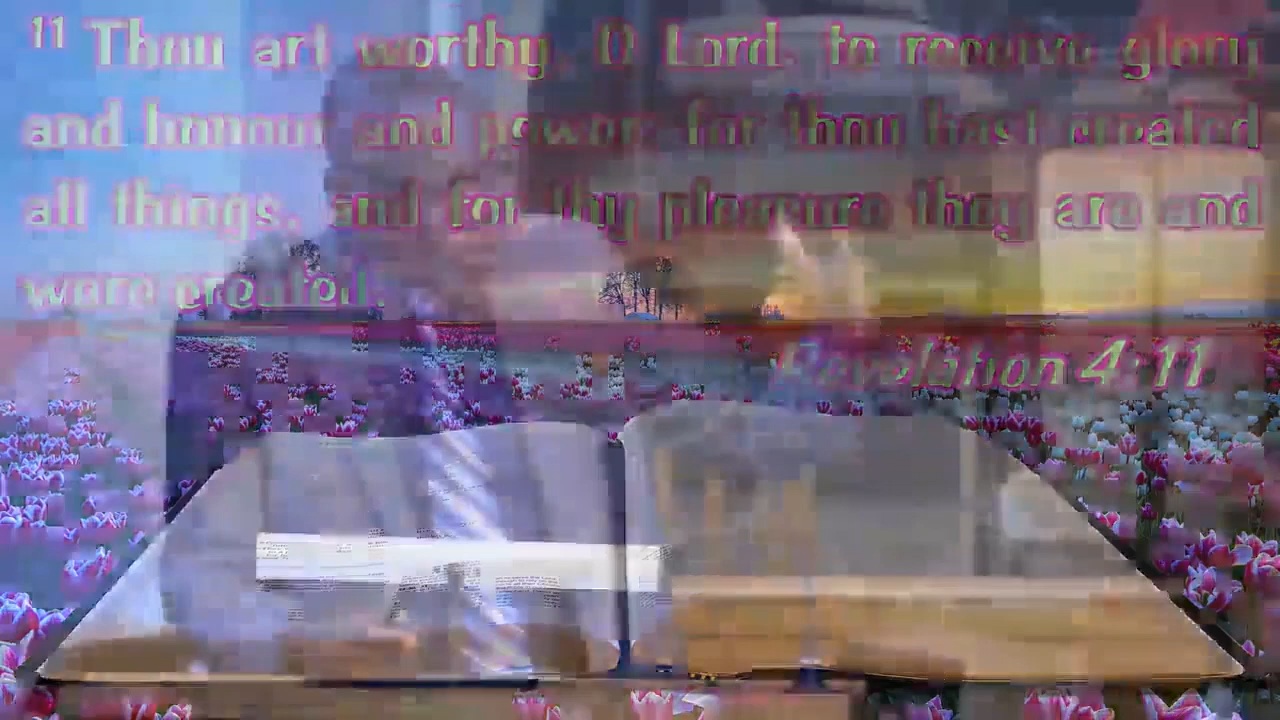 11 Thou art worthy, O Lord, to receive glory
and honour and power: for thou hast created
all things, and for thy pleasure they are and
were created.
Revelation 4:11